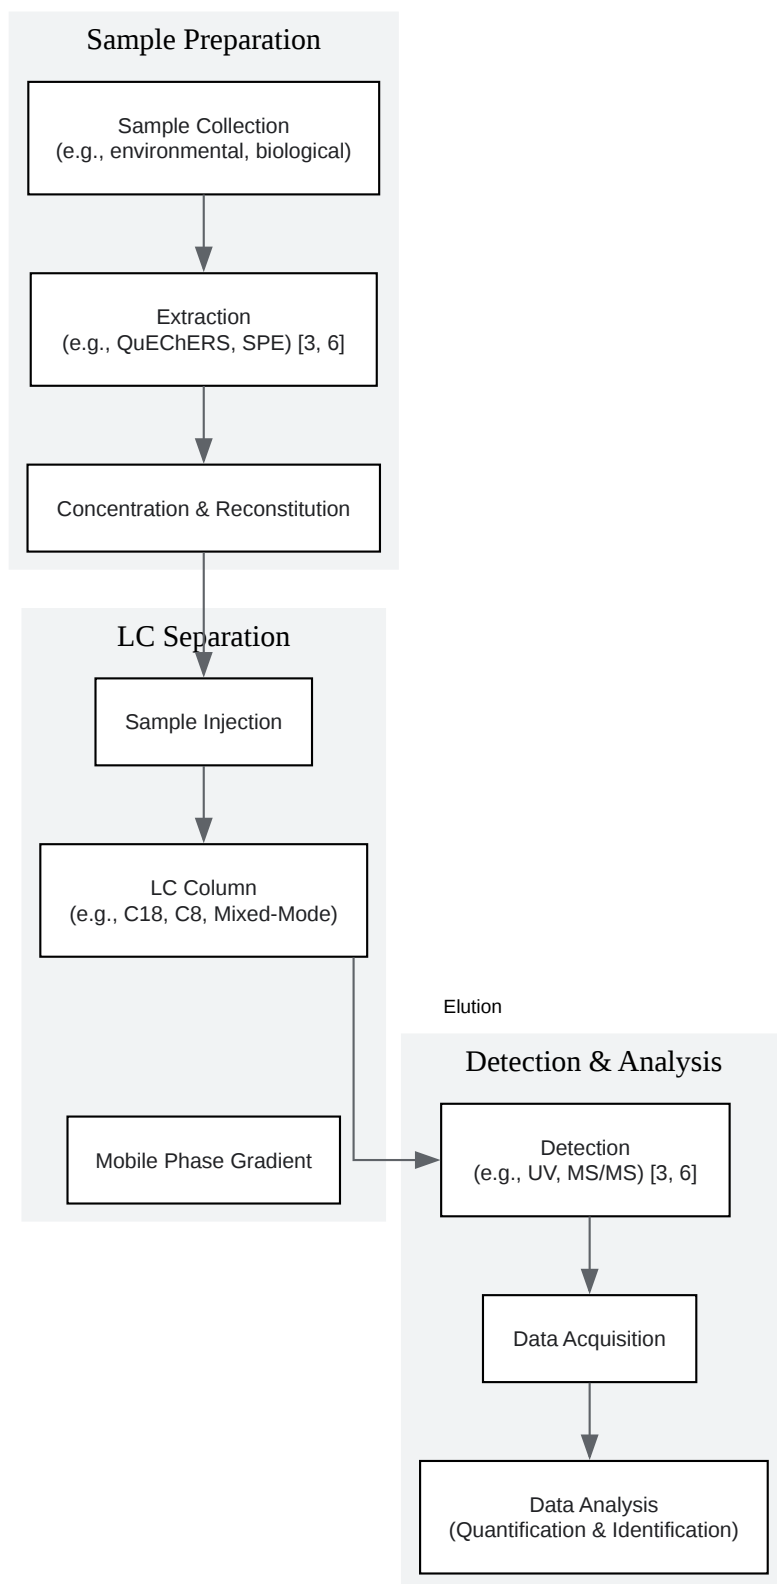 Sample Preparation
Sample Collection
(e.g., environmental, biological)
Extraction
(e.g., QuEChERS, SPE) [3, 6]
Concentration & Reconstitution
LC Separation
Sample Injection
LC Column
(e.g., C18, C8, Mixed-Mode)
Mobile Phase Gradient
Elution
Detection & Analysis
Detection
(e.g., UV, MS/MS) [3, 6]
Data Acquisition
Data Analysis
(Quantification & Identification)